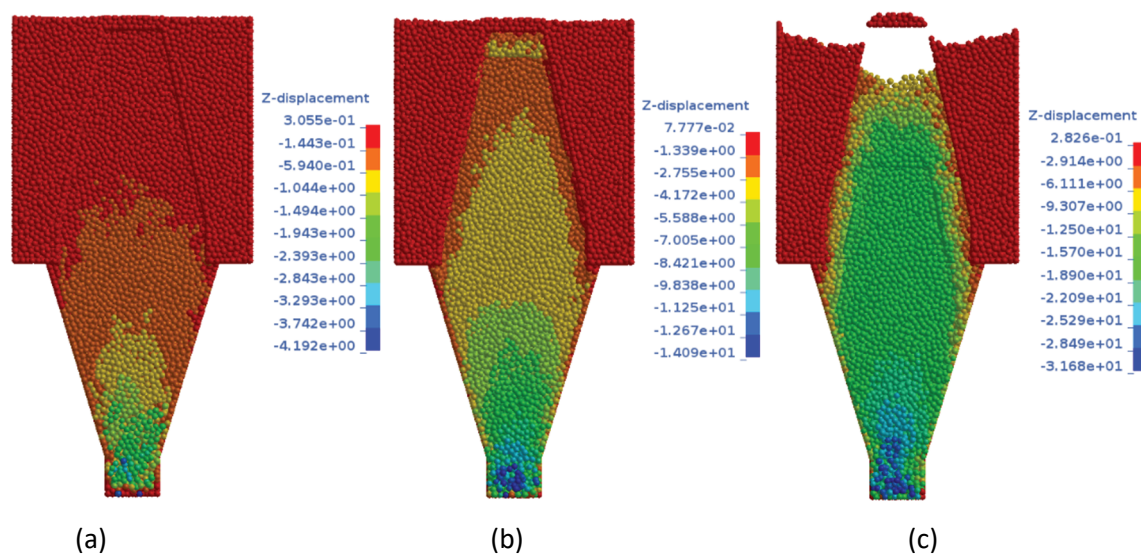 Z-displacement
3.055e-01
-1.443e-01
-5.940e-01
-1.044e+00
-1.494e+00
-1.943e+00
-2.393e+00
-2.843e+00
-3.293e+00
-3.742e+00
-4.192e+00
(a)
Z-displacement
7.777e-02
-1.339e+00
-2.755e+00
-4.172e+00
-5.588e+00
-7.005e+00
-8.421e+00
-9.838e+00
-1.125e+01
-1.267e+01
-1.409e+01
(b)
Z-displacement
2.826e-01
-2.914e+00
-6.111e+00
-9.307e+00
-1.250e+01
-1.570e+01
-1.890e+01
-2.209e+01
-2.529e+01
-2.849e+01
-3.168e+01
(c)